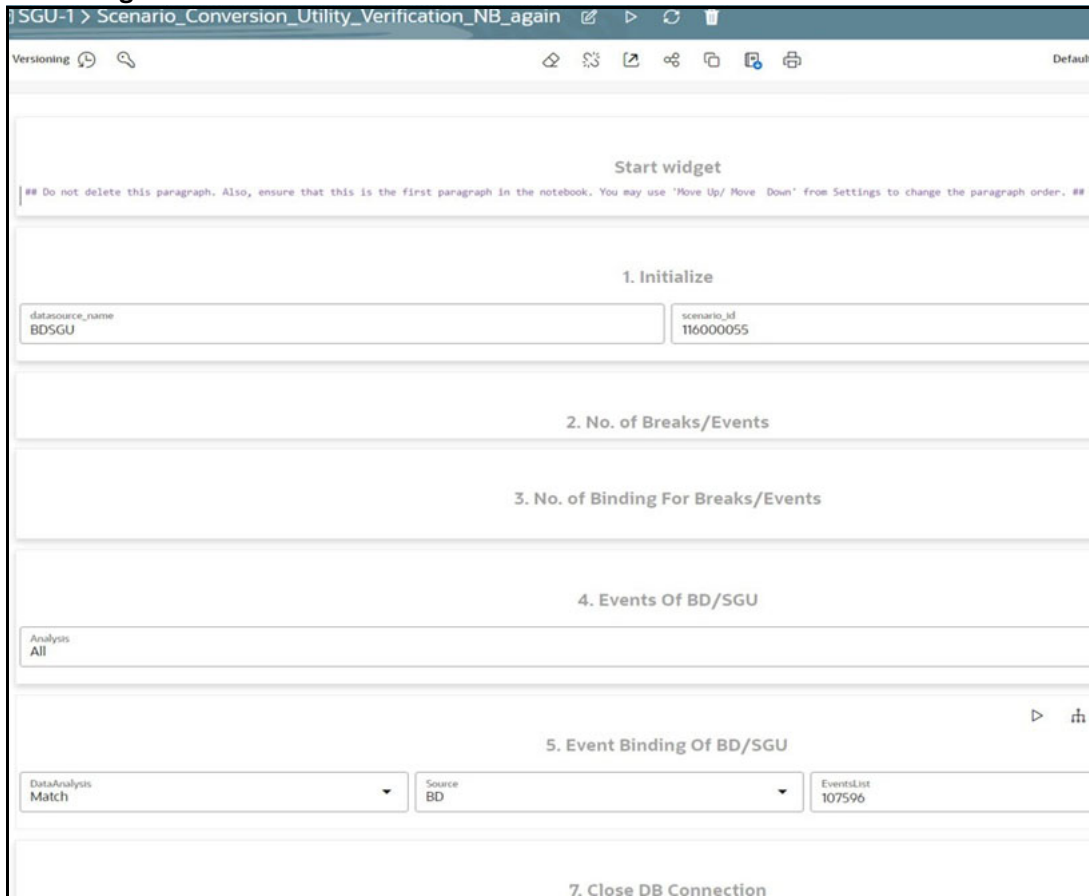 SGU-1 > Scenario_Conversion_Utility_Verification_NB_again
Versioning
Default
Start widget
## Do not delete this paragraph. Also, ensure that this is the first paragraph in the notebook. You may use 'Move Up/ Move Down' from Settings to change the paragraph order. ##
1. Initialize
datasource_name
BDSGU
scenario_id
116000055
2. No. of Breaks/Events
3. No. of Binding For Breaks/Events
4. Events Of BD/SGU
Analysis
All
5. Event Binding Of BD/SGU
DataAnalysis
Match
Source
BD
EventsList
107596
7. Close DB Connection